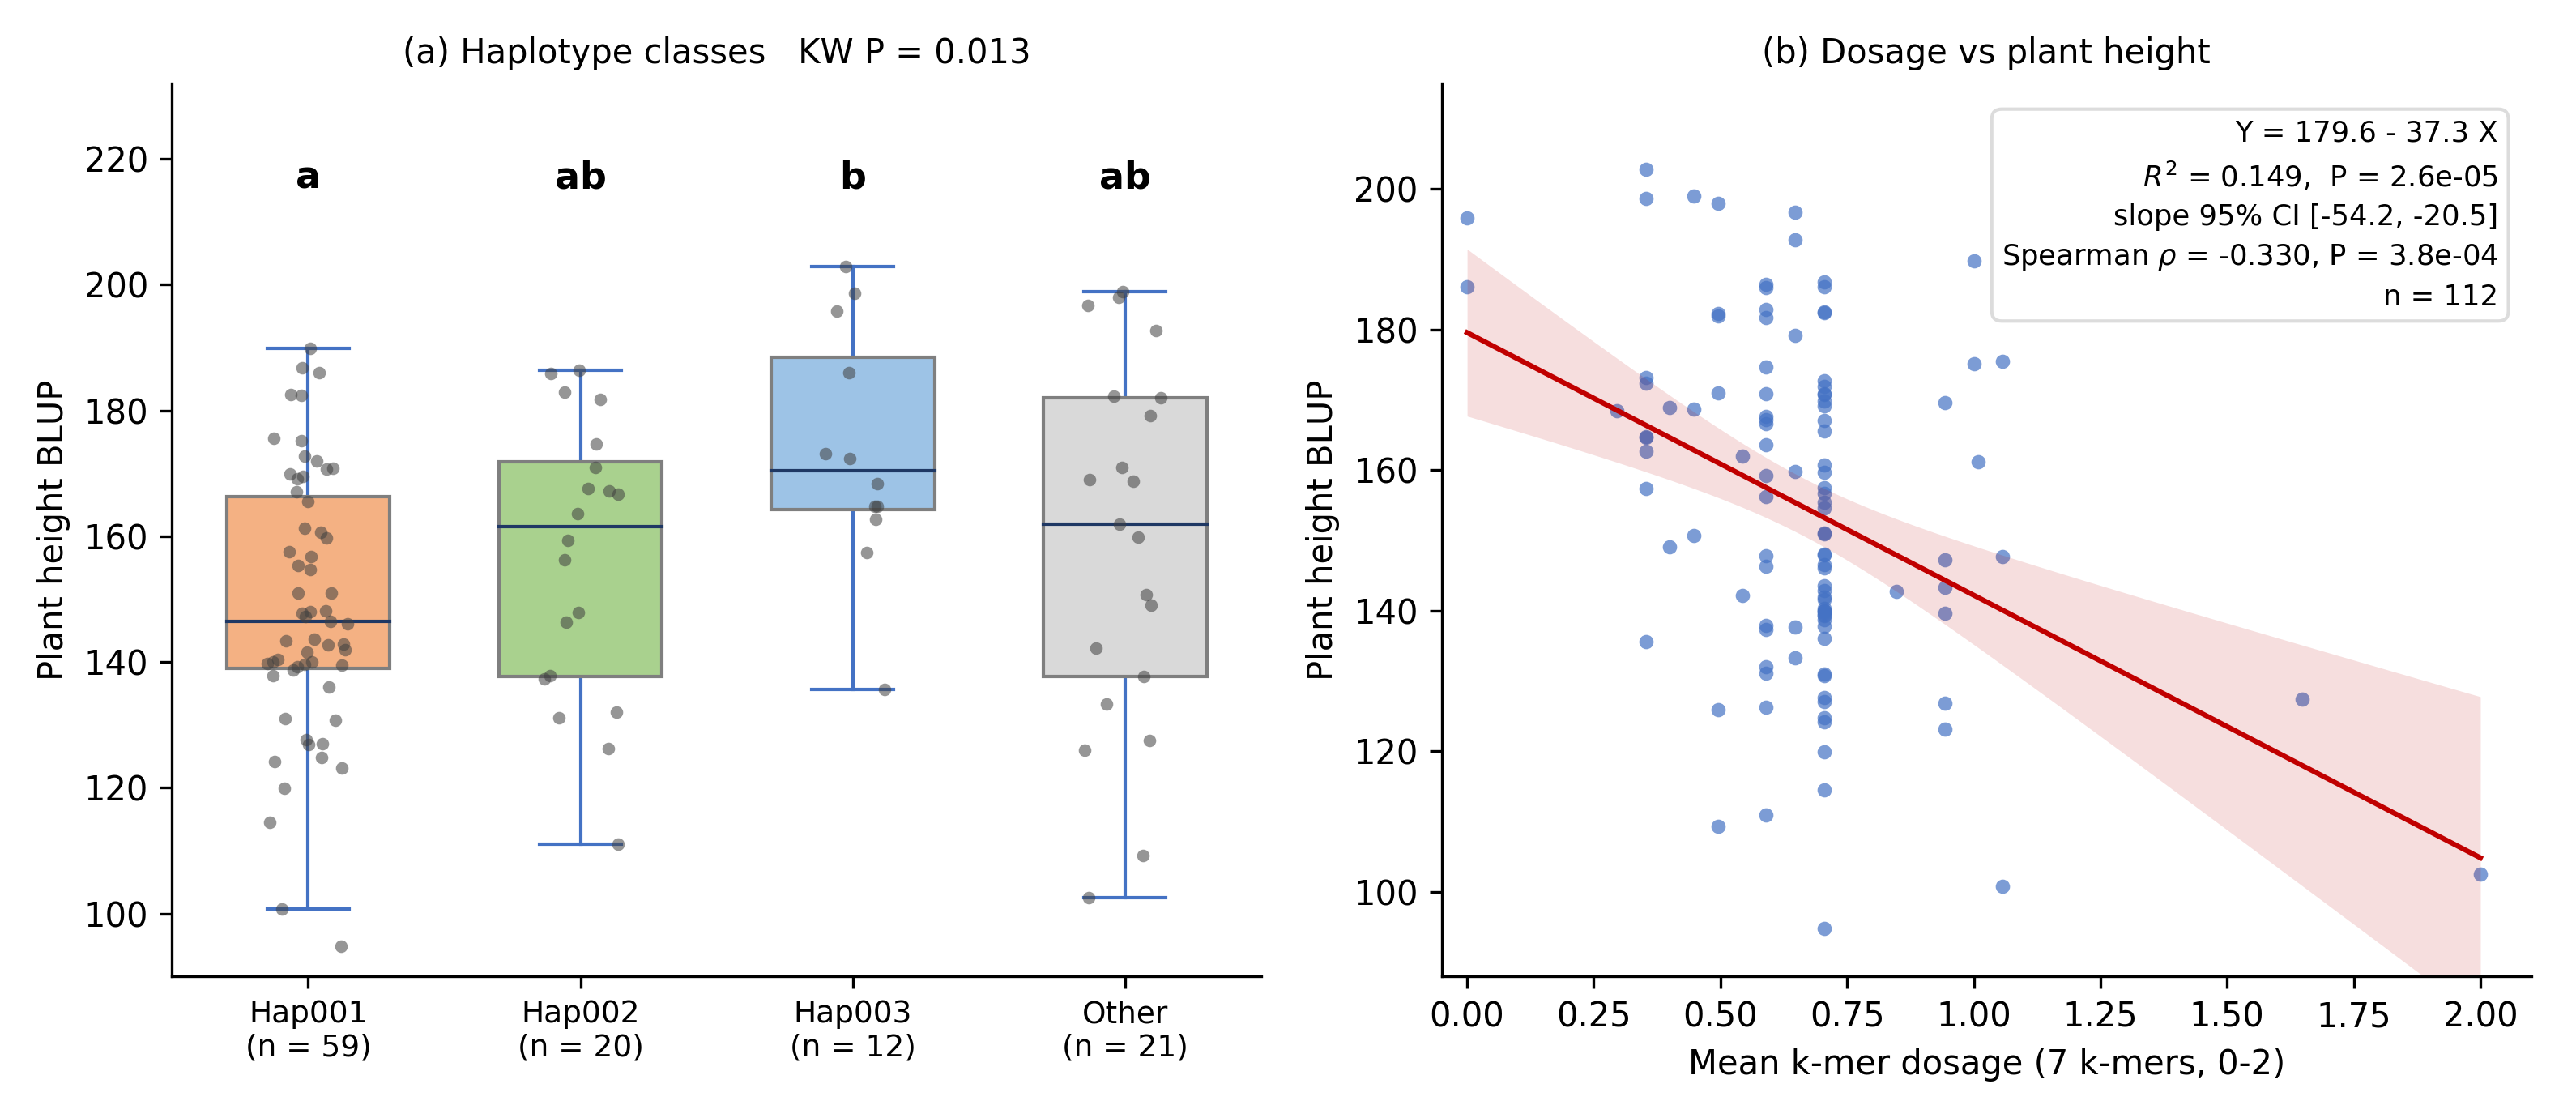 (a) Haplotype classes   KW P = 0.013
Plant height BLUP
220
200
180
160
140
120
100
a
ab
b
ab
Hap001
(n = 59)
Hap002
(n = 20)
Hap003
(n = 12)
Other
(n = 21)
(b) Dosage vs plant height
Plant height BLUP
200
180
160
140
120
100
Y = 179.6 - 37.3 X
R² = 0.149,  P = 2.6e-05
slope 95% CI [-54.2, -20.5]
Spearman ρ = -0.330, P = 3.8e-04
n = 112
0.00
0.25
0.50
0.75
1.00
1.25
1.50
1.75
2.00
Mean k-mer dosage (7 k-mers, 0-2)